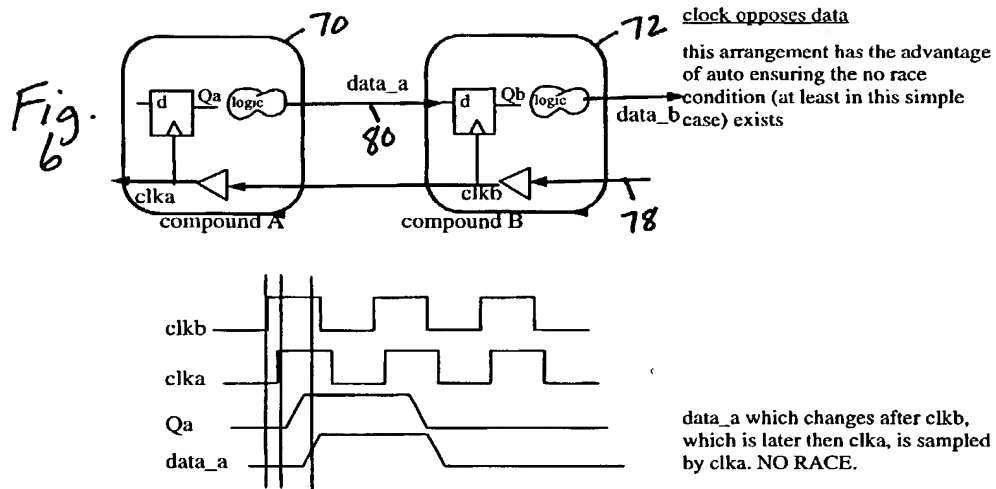 70
72
clock opposes data
this arrangement has the advantage
of auto ensuring the no race
condition (at least in this simple
case) exists
Fig.
6
d
Qa
logic
data_a
80
d
Qb
logic
data_b
clka
clkb
78
compound A
compound B
clkb
clka
Qa
data_a
data_a which changes after clkb,
which is later then clka, is sampled
by clka. NO RACE.